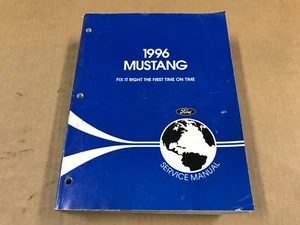 1996
MUSTANG
FIX IT RIGHT THE FIRST TIME ON TIME
Ford
SERVICE MANUAL